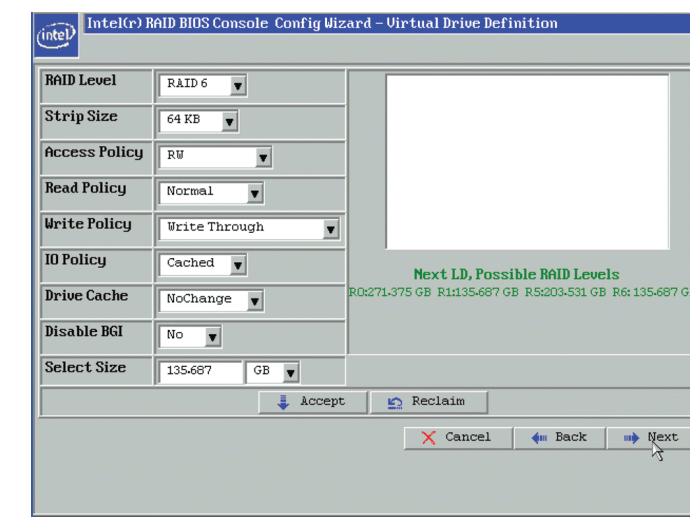 intel
Intel(r) RAID BIOS Console Config Wizard – Virtual Drive Definition
RAID Level RAID 6
Strip Size 64 KB
Access Policy RW
Read Policy Normal
Write Policy Write Through
IO Policy Cached
Drive Cache NoChange
Disable BGI No
Select Size 135.687 GB
Next LD, Possible RAID Levels
R0:271.375 GB R1:135.687 GB R5:203.531 GB R6: 135.687 G
Accept Reclaim
Cancel Back Next